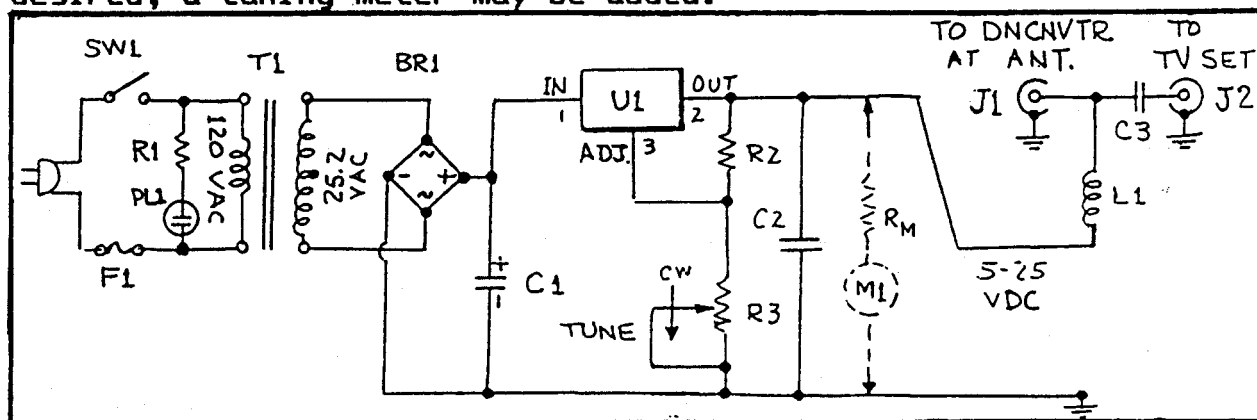 desired, a tuning meter may be added.
TO DNCNVTR
AT ANT.
TO
TV SET
SW1
T1
BR1
IN
1
U1
OUT
2
ADJ. 3
J1
J2
C3
R1
PL1
120 VAC
25.2
VAC
~
-
+
~
R2
C2
RM
L1
F1
+
C1
-
CW
TUNE
R3
M1
5-25
VDC